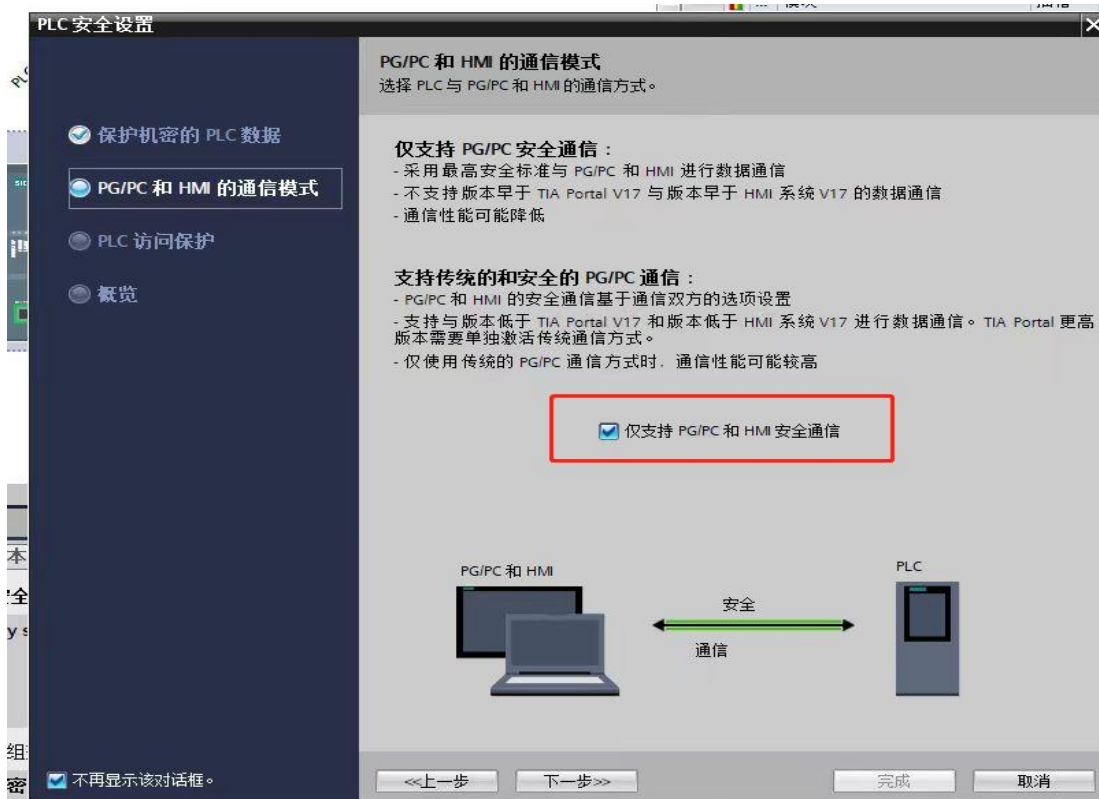 PLC 安全设置
保护机密的 PLC 数据
PG/PC 和 HMI 的通信模式
PLC 访问保护
概览
不再显示该对话框。
PG/PC 和 HMI 的通信模式
选择 PLC 与 PG/PC 和 HMI 的通信方式。
仅支持 PG/PC 安全通信：
- 采用最高安全标准与 PG/PC 和 HMI 进行数据通信
- 不支持版本早于 TIA Portal V17 与版本早于 HMI 系统 V17 的数据通信
- 通信性能可能降低
支持传统的和安全的 PG/PC 通信：
- PG/PC 和 HMI 的安全通信基于通信双方的选项设置
- 支持与版本低于 TIA Portal V17 和版本低于 HMI 系统 V17 进行数据通信。TIA Portal 更高
版本需要单独激活传统通信方式。
- 仅使用传统的 PG/PC 通信方式时，通信性能可能较高
仅支持 PG/PC 和 HMI 安全通信
PG/PC 和 HMI
PLC
安全
通信
<<上一步
下一步>>
完成
取消
本
全
组
密